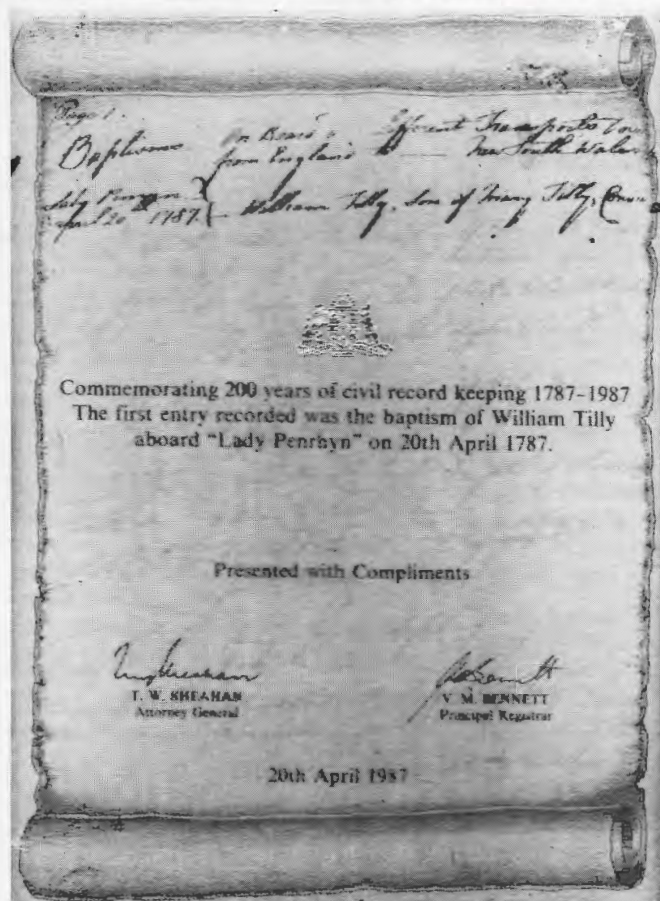 Page 1.
Baptisms on Board different Transports
from England to New South Wales
Lady Penrhyn
April 20th 1787. William Tilly, Son of Mary Tilly,
Commemorating 200 years of civil record keeping 1787-1987
The first entry recorded was the baptism of William Tilly
aboard "Lady Penrhyn" on 20th April 1787.
Presented with Compliments
T. W. SHEAHAN
Attorney General
V. M. BENNETT
Principal Registrar
20th April 1987